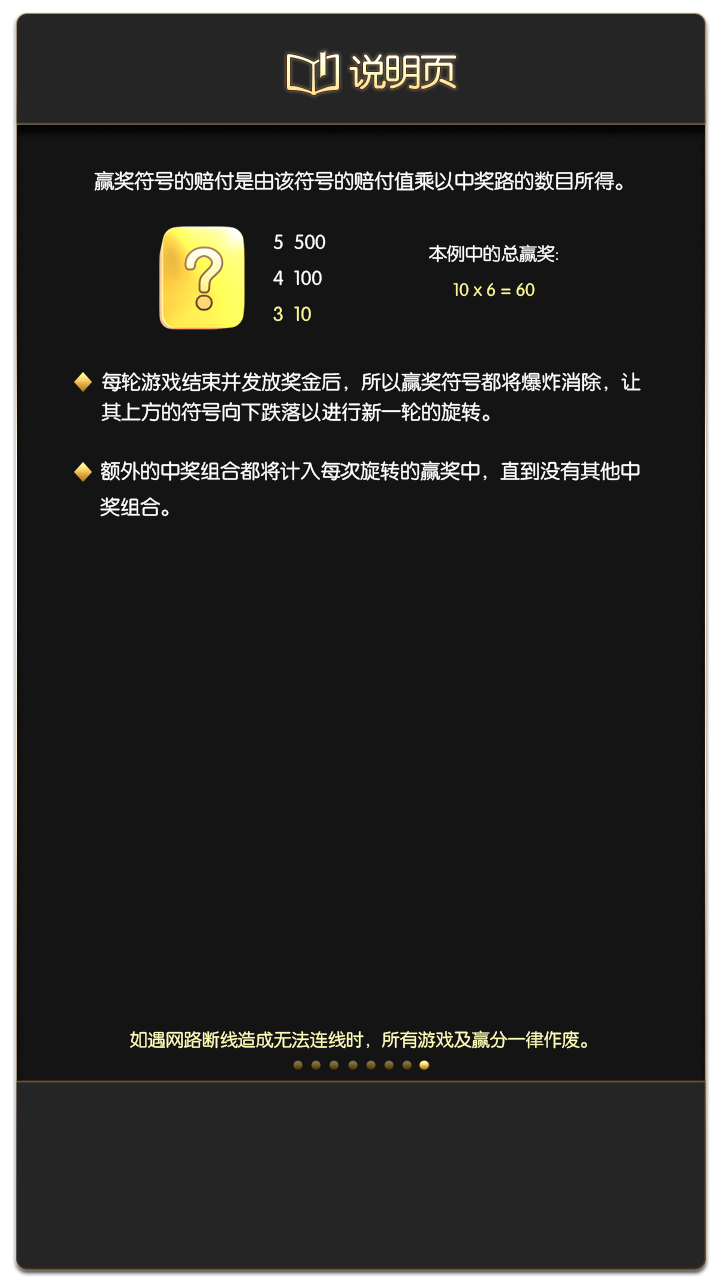 说明页
赢奖符号的赔付是由该符号的赔付值乘以中奖路的数目所得。
?
5 500
4 100
3 10
本例中的总赢奖:
10 x 6 = 60
每轮游戏结束并发放奖金后，所以赢奖符号都将爆炸消除，让
其上方的符号向下跌落以进行新一轮的旋转。
额外的中奖组合都将计入每次旋转的赢奖中，直到没有其他中
奖组合。
如遇网路断线造成无法连线时，所有游戏及赢分一律作废。